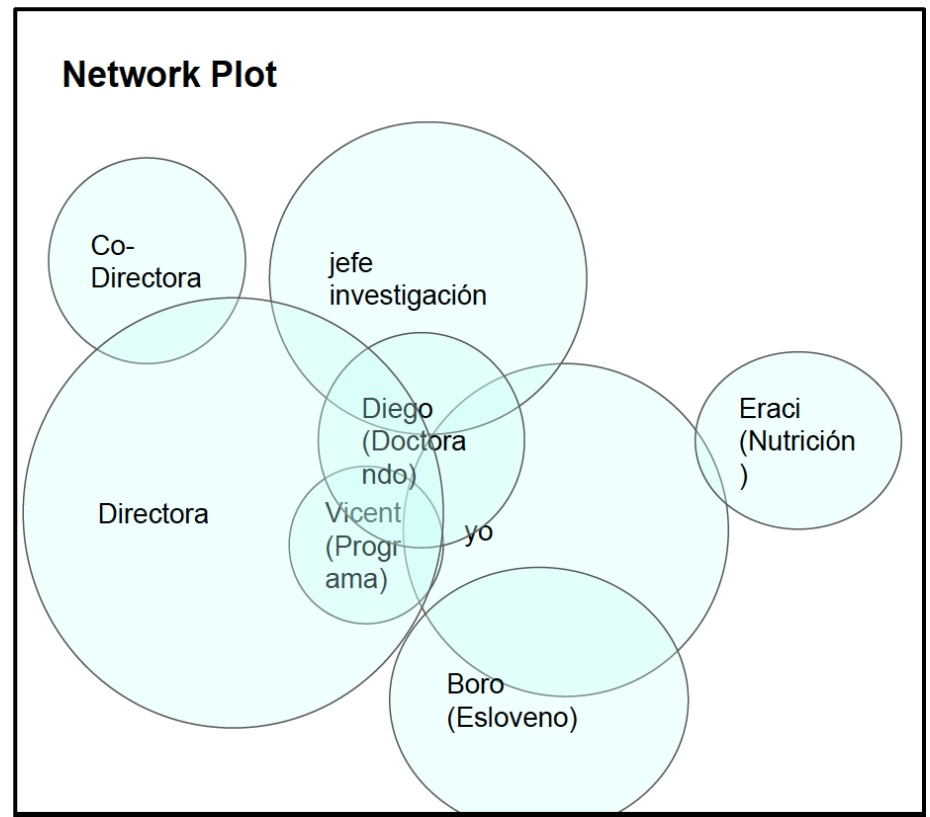 Network Plot
Co-
Directora
jefe
investigación
Diego
(Doctora
ndo)
Eraci
(Nutrición
)
Directora
Vicent
(Progr
ama)
yo
Boro
(Esloveno)